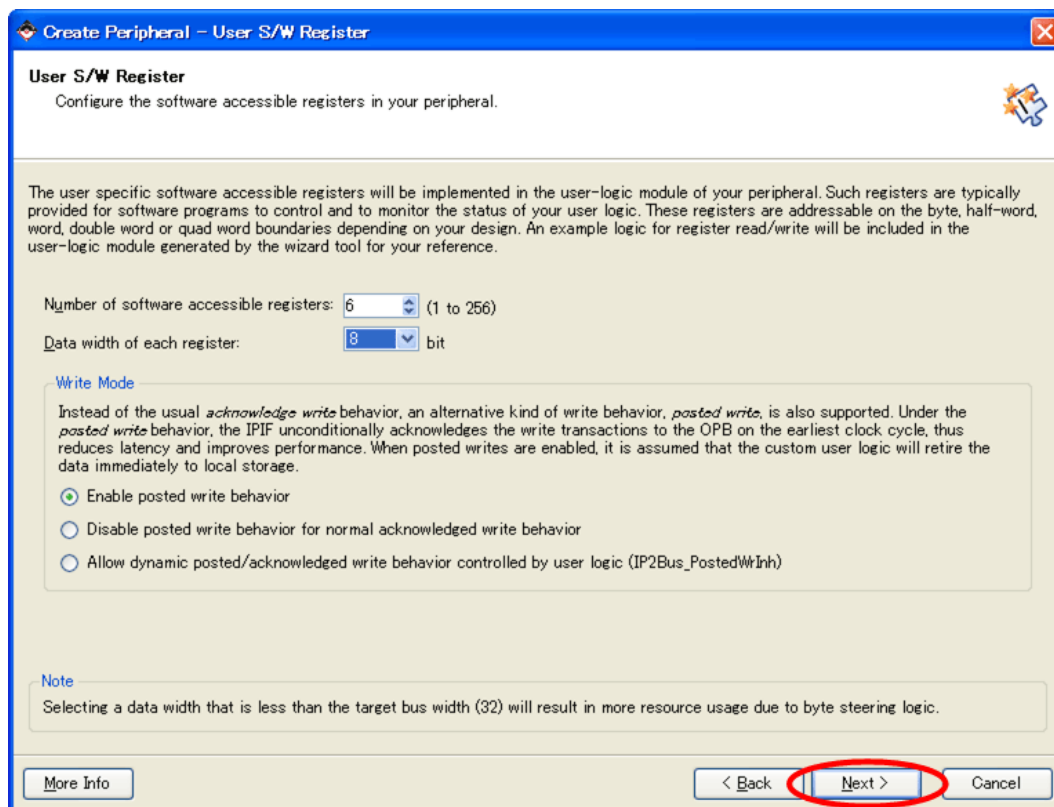 Create Peripheral - User S/W Register
User S/W Register
Configure the software accessible registers in your peripheral.
The user specific software accessible registers will be implemented in the user-logic module of your peripheral. Such registers are typically
provided for software programs to control and to monitor the status of your user logic. These registers are addressable on the byte, half-word,
word, double word or quad word boundaries depending on your design. An example logic for register read/write will be included in the
user-logic module generated by the wizard tool for your reference.
Number of software accessible registers: 6 (1 to 256)
Data width of each register: 8 bit
Write Mode
Instead of the usual acknowledge write behavior, an alternative kind of write behavior, posted write, is also supported. Under the
posted write behavior, the IPIF unconditionally acknowledges the write transactions to the OPB on the earliest clock cycle, thus
reduces latency and improves performance. When posted writes are enabled, it is assumed that the custom user logic will retire the
data immediately to local storage.
Enable posted write behavior
Disable posted write behavior for normal acknowledged write behavior
Allow dynamic posted/acknowledged write behavior controlled by user logic (IP2Bus_PostedWrInh)
Note
Selecting a data width that is less than the target bus width (32) will result in more resource usage due to byte steering logic.
More Info < Back Next > Cancel